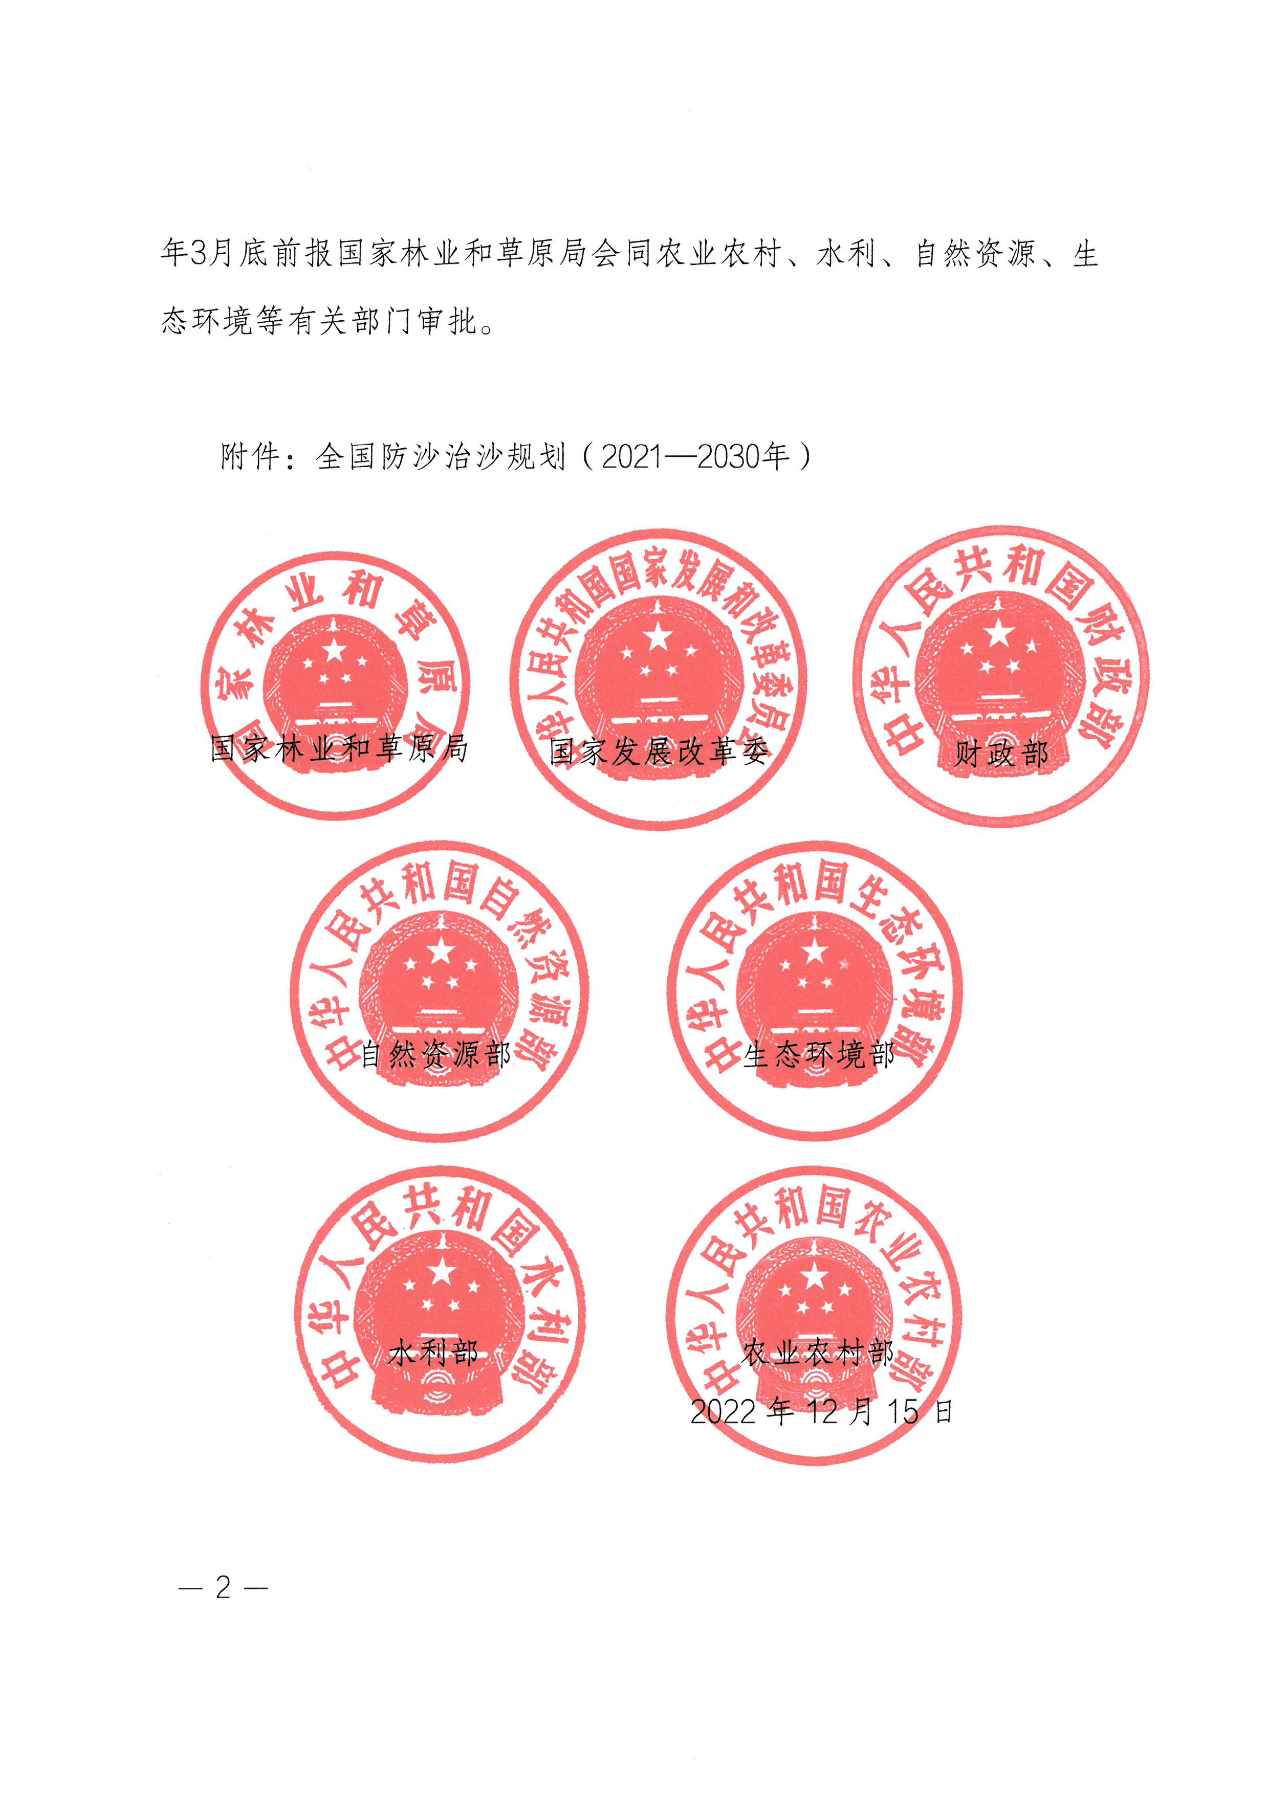 年3月底前报国家林业和草原局会同农业农村、水利、自然资源、生
态环境等有关部门审批。
附件：全国防沙治沙规划（2021—2030年）
国家林业和草原局
中华人民共和国国家发展和改革委员会
中华人民共和国财政部
国家林业和草原局
国家发展改革委
财政部
中华人民共和国自然资源部
中华人民共和国生态环境部
自然资源部
生态环境部
中华人民共和国水利部
中华人民共和国农业农村部
水利部
农业农村部
2022 年 12 月 15 日
— 2 —